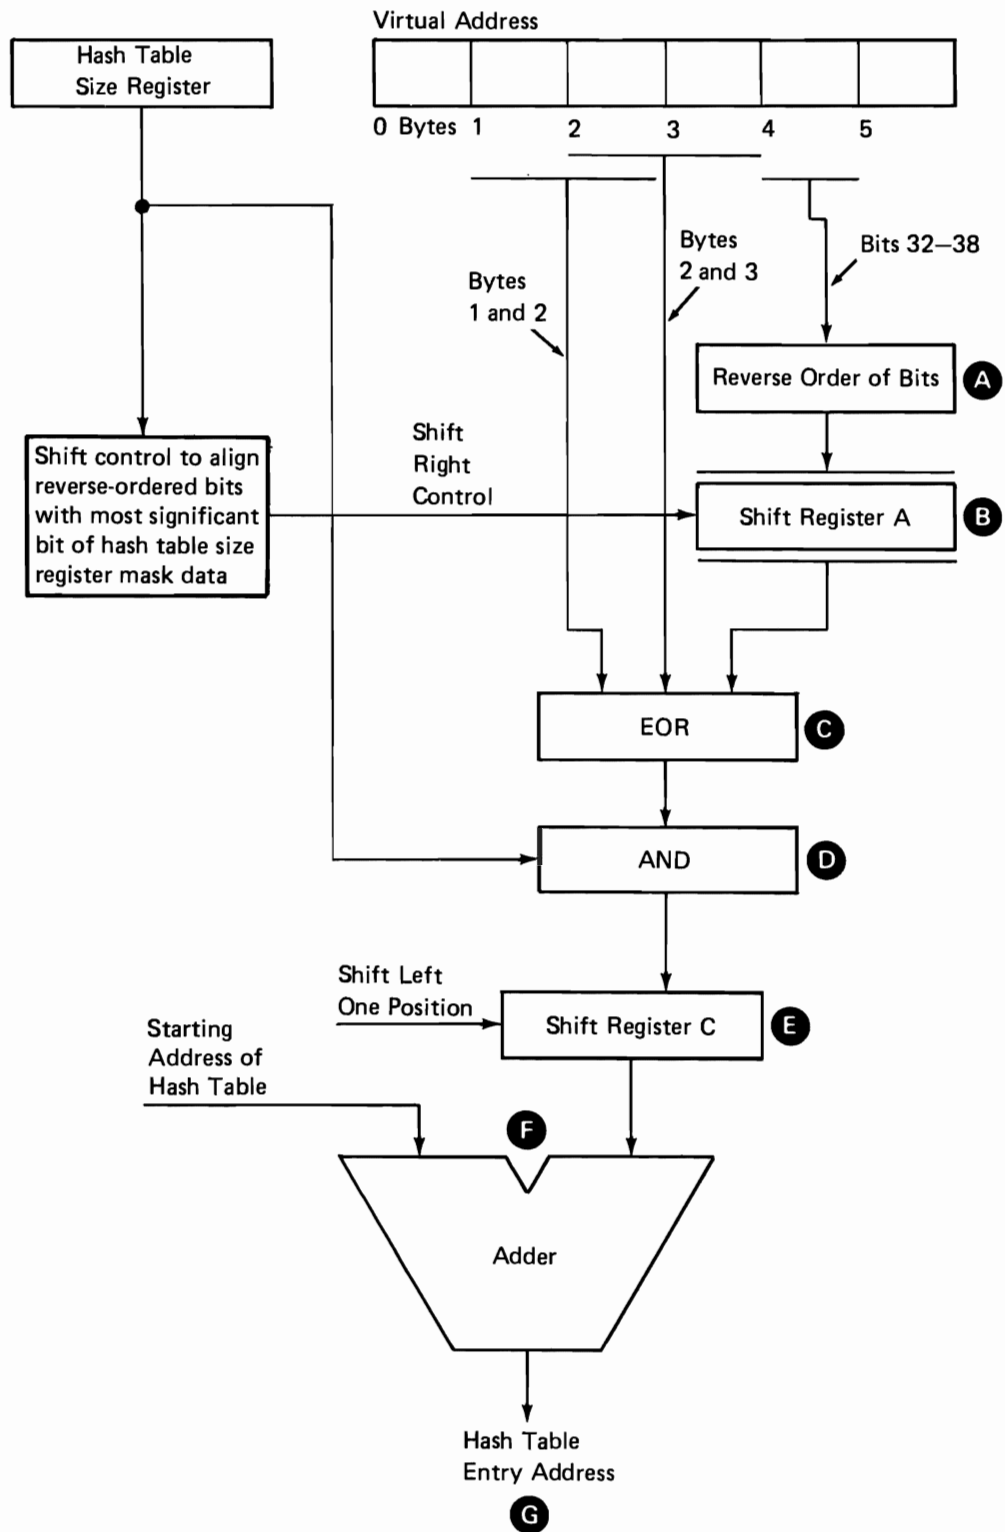 Virtual Address
Hash Table
Size Register
0 Bytes 1 2 3 4 5
Bits 32–38
Bytes
2 and 3
Bytes
1 and 2
Reverse Order of Bits A
Shift
Right
Control
Shift control to align
reverse-ordered bits
with most significant
bit of hash table size
register mask data
Shift Register A B
EOR C
AND D
Shift Left
One Position
Shift Register C E
Starting
Address of
Hash Table
F
Adder
Hash Table
Entry Address
G